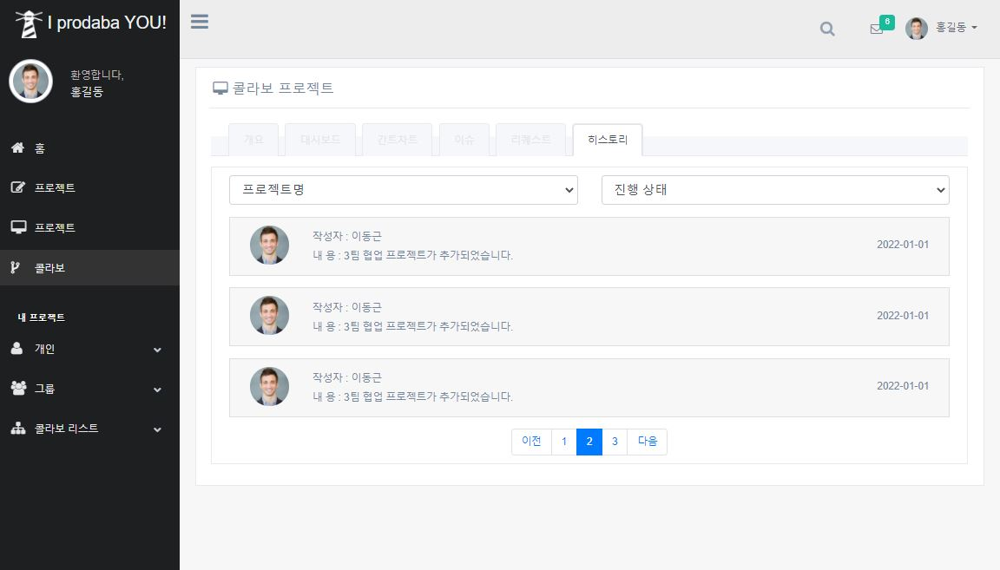 I prodaba YOU!
6
홍길동
환영합니다,
홍길동
홈
프로젝트
프로젝트
콜라보
내 프로젝트
개인
그룹
콜라보 리스트
콜라보 프로젝트
개요
대시보드
간트차트
이슈
리퀘스트
히스토리
프로젝트명
진행 상태
작성자 : 이동근
내 용 : 3팀 협업 프로젝트가 추가되었습니다.
2022-01-01
작성자 : 이동근
내 용 : 3팀 협업 프로젝트가 추가되었습니다.
2022-01-01
작성자 : 이동근
내 용 : 3팀 협업 프로젝트가 추가되었습니다.
2022-01-01
이전 1 2 3 다음